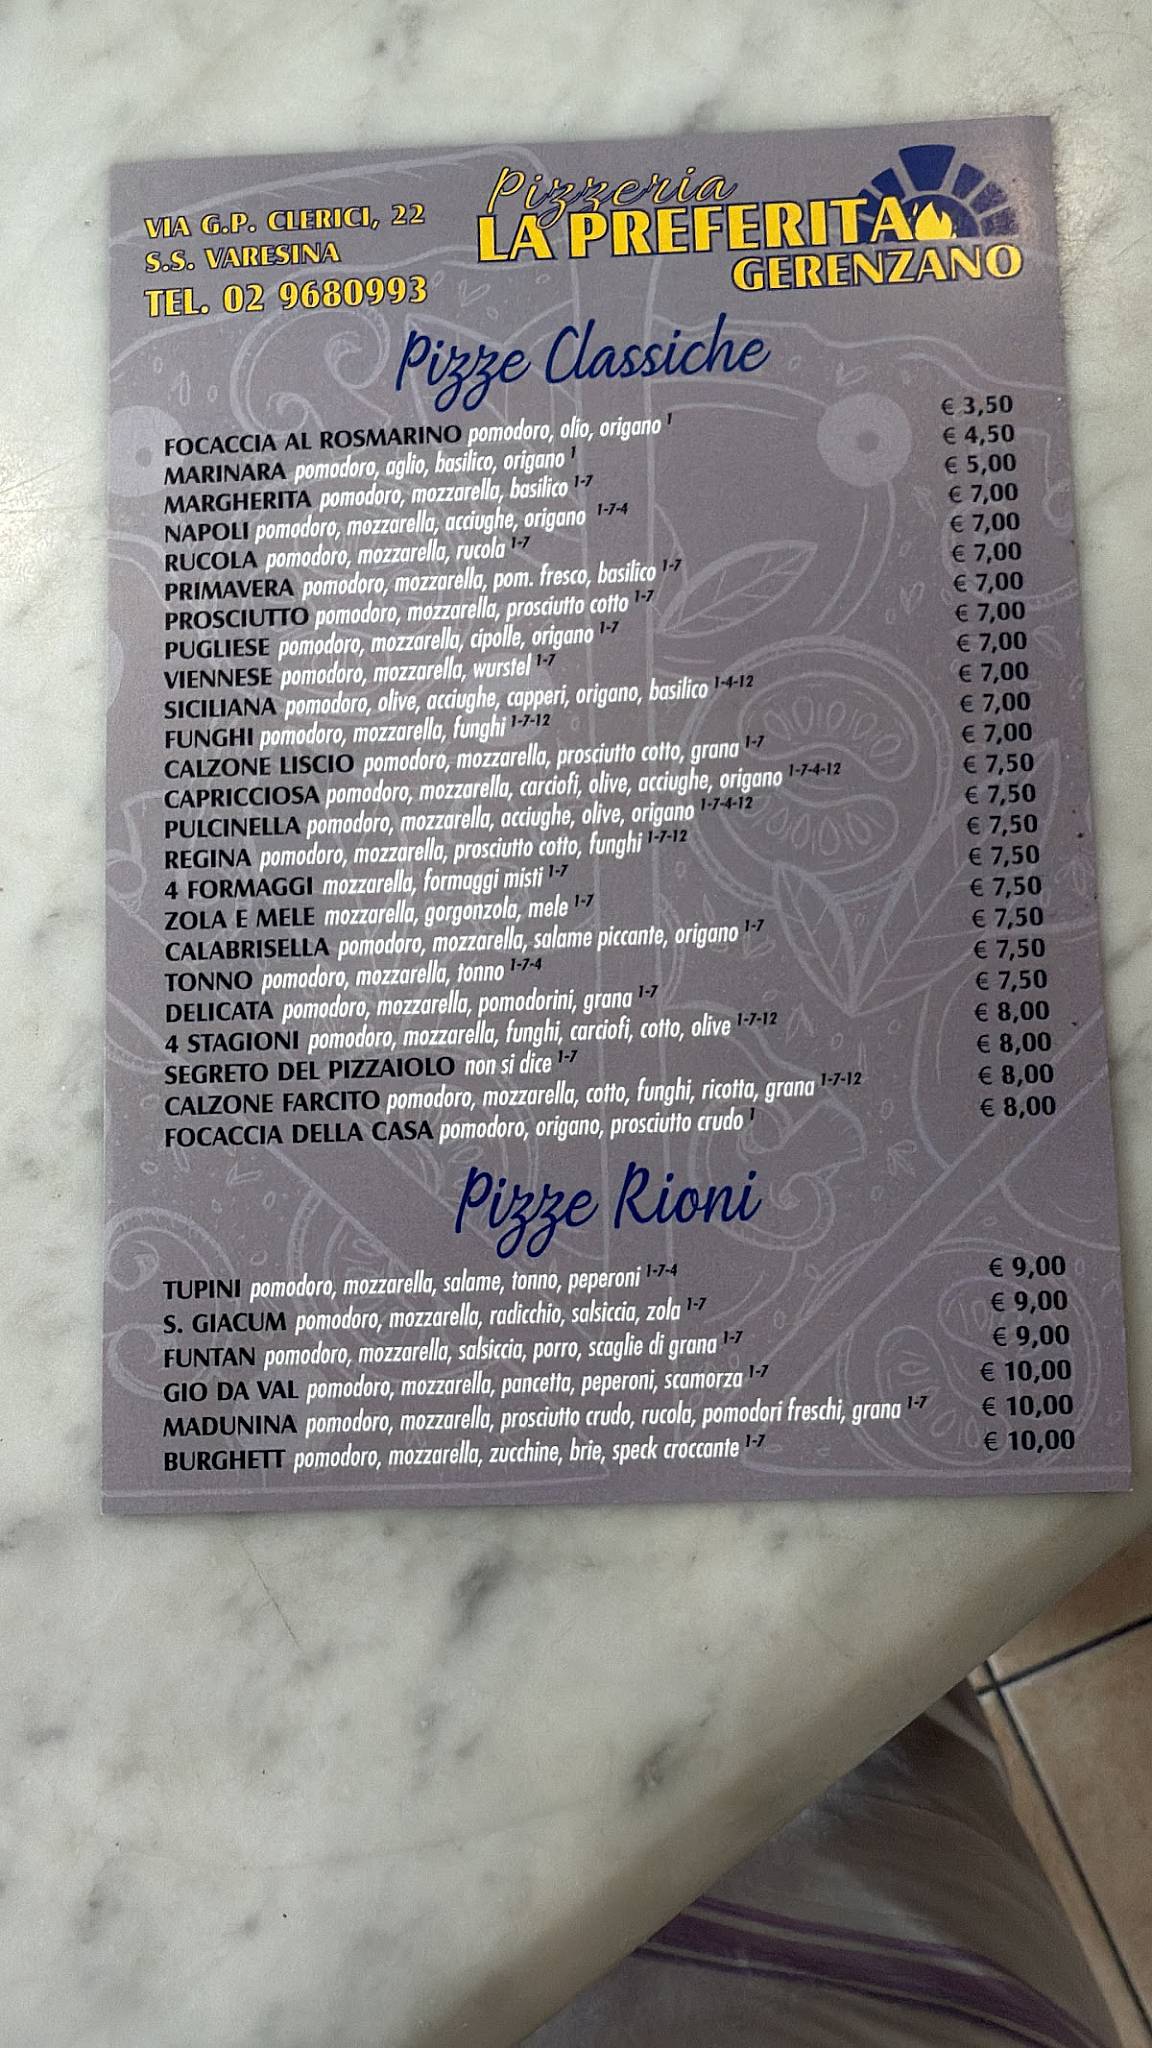 VIA G.P. CLERICI, 22
S.S. VARESINA
TEL. 02 9680993
Pizzeria
LA PREFERITA
GERENZANO
Pizze Classiche
FOCACCIA AL ROSMARINO pomodoro, olio, origano 1 € 3,50
MARINARA pomodoro, aglio, basilico, origano 1 € 4,50
MARGHERITA pomodoro, mozzarella, basilico 1-7 € 5,00
NAPOLI pomodoro, mozzarella, acciughe, origano 1-7-4 € 7,00
RUCOLA pomodoro, mozzarella, rucola 1-7 € 7,00
PRIMAVERA pomodoro, mozzarella, pom. fresco, basilico 1-7 € 7,00
PROSCIUTTO pomodoro, mozzarella, prosciutto cotto 1-7 € 7,00
PUGLIESE pomodoro, mozzarella, cipolle, origano 1-7 € 7,00
VIENNESE pomodoro, mozzarella, wurstel 1-7 € 7,00
SICILIANA pomodoro, olive, acciughe, capperi, origano, basilico 1-4-12 € 7,00
FUNGHI pomodoro, mozzarella, funghi 1-7-12 € 7,00
CALZONE LISCIO pomodoro, mozzarella, prosciutto cotto, grana 1-7 € 7,00
CAPRICCIOSA pomodoro, mozzarella, carciofi, olive, acciughe, origano 1-7-4-12 € 7,50
PULCINELLA pomodoro, mozzarella, acciughe, olive, origano 1-7-4-12 € 7,50
REGINA pomodoro, mozzarella, prosciutto cotto, funghi 1-7-12 € 7,50
4 FORMAGGI mozzarella, formaggi misti 1-7 € 7,50
ZOLA E MELE mozzarella, gorgonzola, mele 1-7 € 7,50
CALABRISELLA pomodoro, mozzarella, salame piccante, origano 1-7 € 7,50
TONNO pomodoro, mozzarella, tonno 1-7-4 € 7,50
DELICATA pomodoro, mozzarella, pomodorini, grana 1-7 € 7,50
4 STAGIONI pomodoro, mozzarella, funghi, carciofi, cotto, olive 1-7-12 € 8,00
SEGRETO DEL PIZZAIOLO non si dice 1-7 € 8,00
CALZONE FARCITO pomodoro, mozzarella, cotto, funghi, ricotta, grana 1-7-12 € 8,00
FOCACCIA DELLA CASA pomodoro, origano, prosciutto crudo 1 € 8,00
Pizze Rioni
TUPINI pomodoro, mozzarella, salame, tonno, peperoni 1-7-4 € 9,00
S. GIACUM pomodoro, mozzarella, radicchio, salsiccia, zola 1-7 € 9,00
FUNTAN pomodoro, mozzarella, salsiccia, porro, scaglie di grana 1-7 € 9,00
GIO DA VAL pomodoro, mozzarella, pancetta, peperoni, scamorza 1-7 € 10,00
MADUNINA pomodoro, mozzarella, prosciutto crudo, rucola, pomodori freschi, grana 1-7 € 10,00
BURGHETT pomodoro, mozzarella, zucchine, brie, speck croccante 1-7 € 10,00